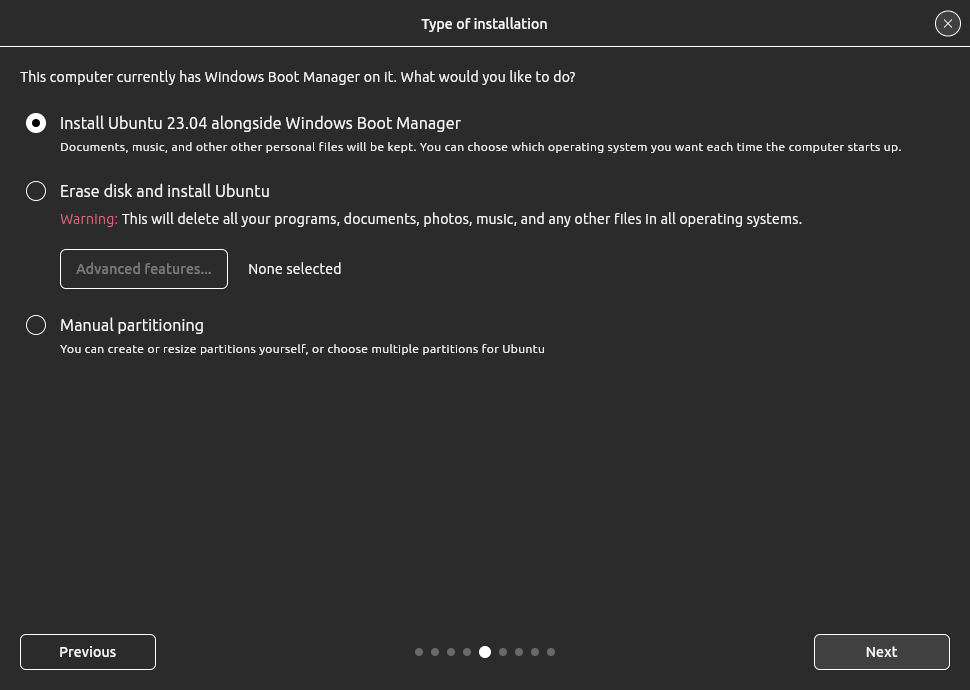 Type of installation
This computer currently has Windows Boot Manager on it. What would you like to do?
Install Ubuntu 23.04 alongside Windows Boot Manager
Documents, music, and other other personal files will be kept. You can choose which operating system you want each time the computer starts up.
Erase disk and install Ubuntu
Warning: This will delete all your programs, documents, photos, music, and any other files in all operating systems.
Advanced features... None selected
Manual partitioning
You can create or resize partitions yourself, or choose multiple partitions for Ubuntu
Previous Next